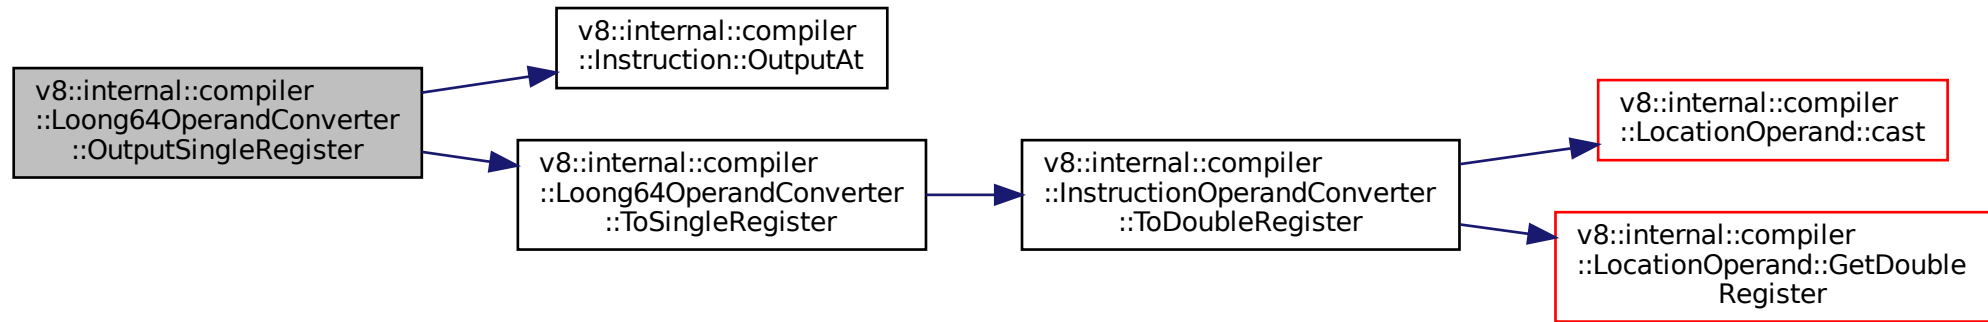 v8::internal::compiler
::Loong64OperandConverter
::OutputSingleRegister
v8::internal::compiler
::Instruction::OutputAt
v8::internal::compiler
::Loong64OperandConverter
::ToSingleRegister
v8::internal::compiler
::InstructionOperandConverter
::ToDoubleRegister
v8::internal::compiler
::LocationOperand::cast
v8::internal::compiler
::LocationOperand::GetDouble
Register